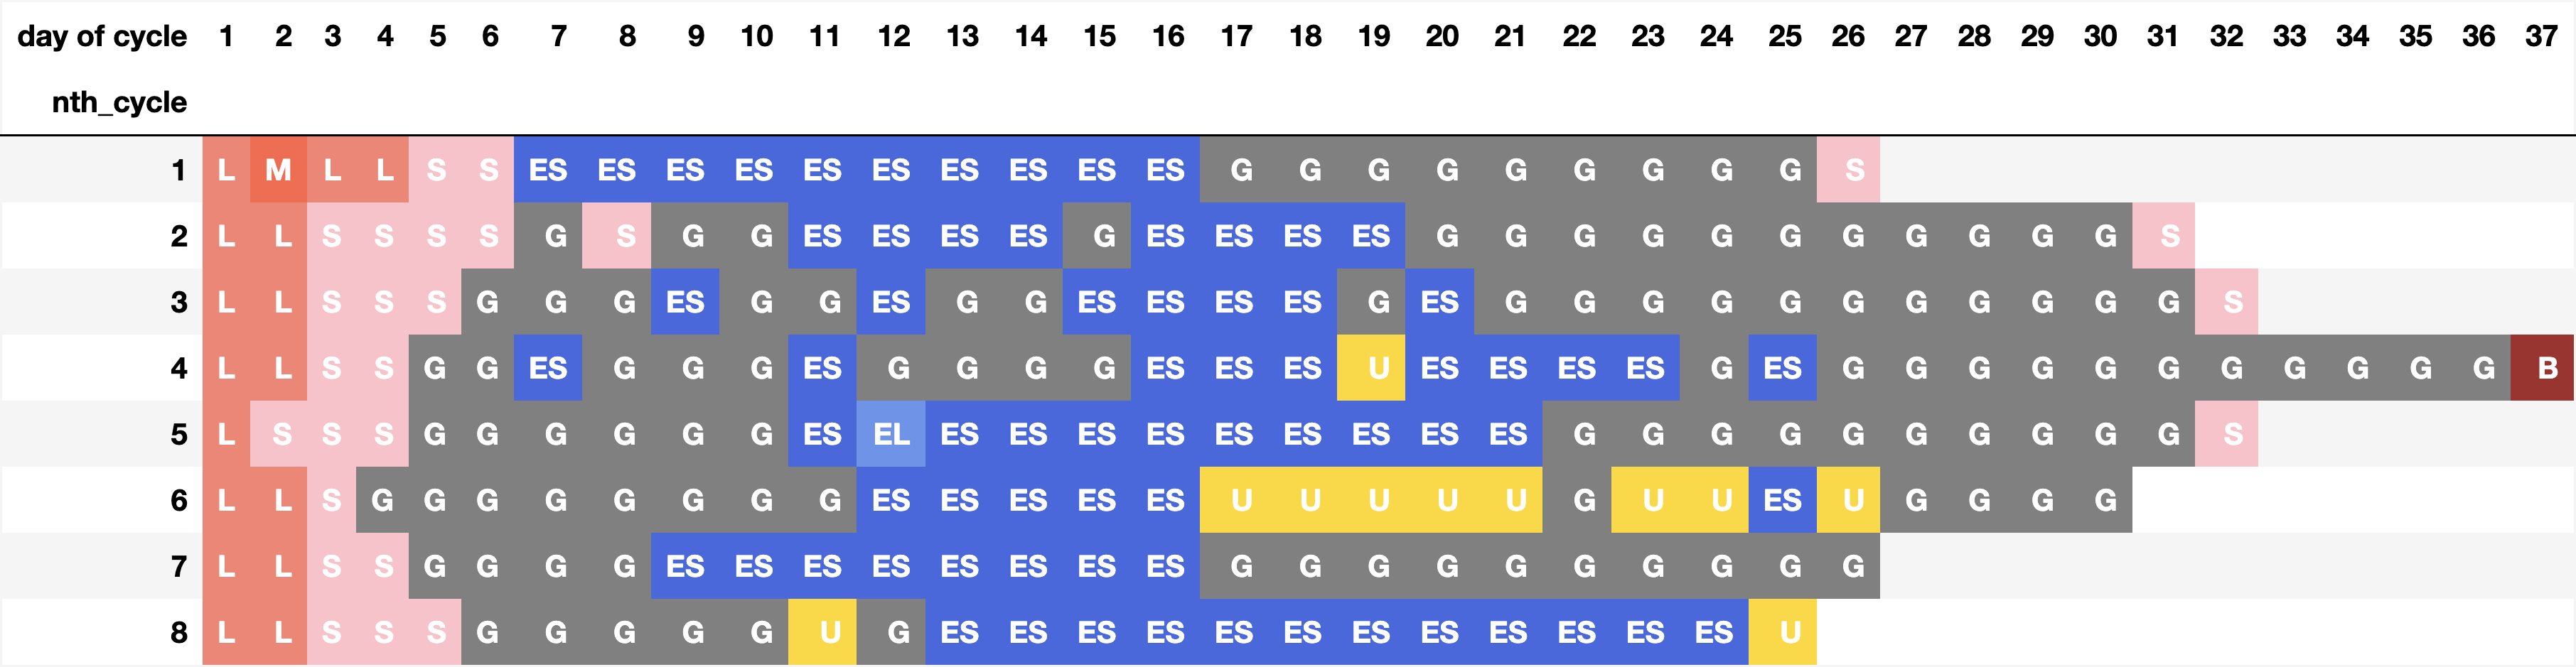 day of cycle 1 2 3 4 5 6 7 8 9 10 11 12 13 14 15 16 17 18 19 20 21 22 23 24 25 26 27 28 29 30 31 32 33 34 35 36 37
nth_cycle
1 L M L L S S ES ES ES ES ES ES ES ES ES ES G G G G G G G G G S
2 L L S S S S G S G G ES ES ES ES G ES ES ES ES G G G G G G G G G G G S
3 L L S S S G G G ES G G ES G G ES ES ES ES G ES G G G G G G G G G G G S
4 L L S S G G ES G G G ES G G G G ES ES ES U ES ES ES ES G ES G G G G G G G G G G G B
5 L S S S G G G G G G ES EL ES ES ES ES ES ES ES ES ES G G G G G G G G G G S
6 L L S G G G G G G G G ES ES ES ES ES U U U U U G U U ES U G G G G
7 L L S S G G G G ES ES ES ES ES ES ES ES G G G G G G G G G G
8 L L S S S G G G G G U G ES ES ES ES ES ES ES ES ES ES ES ES U